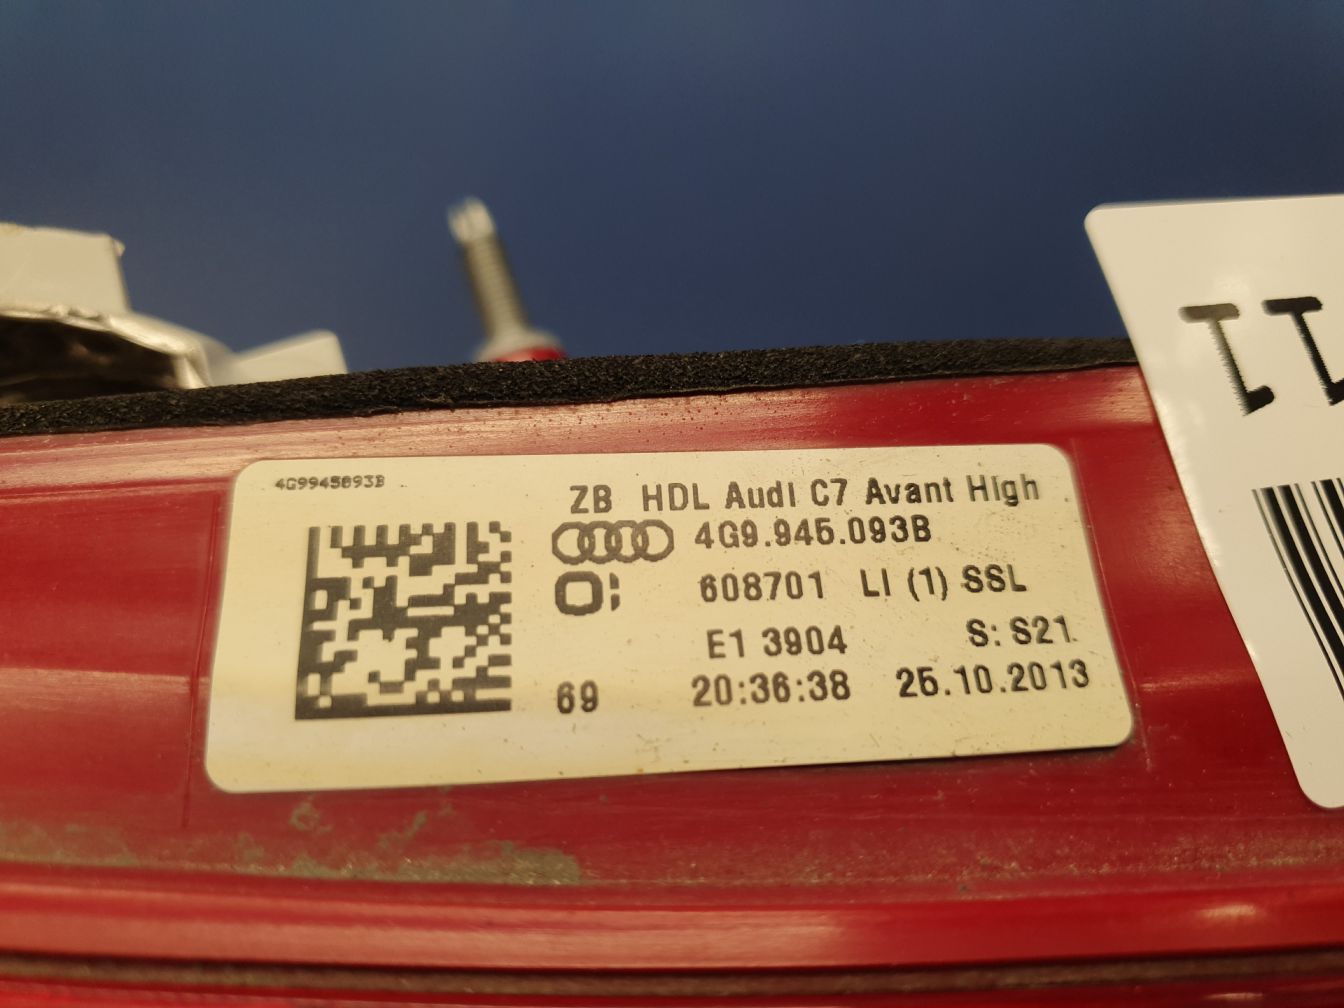 4G9945093B
ZB HDL Audi C7 Avant High
4G9.945.093B
608701 LI (1) SSL
E1 3904 S: S21
69 20:36:38 25.10.2013